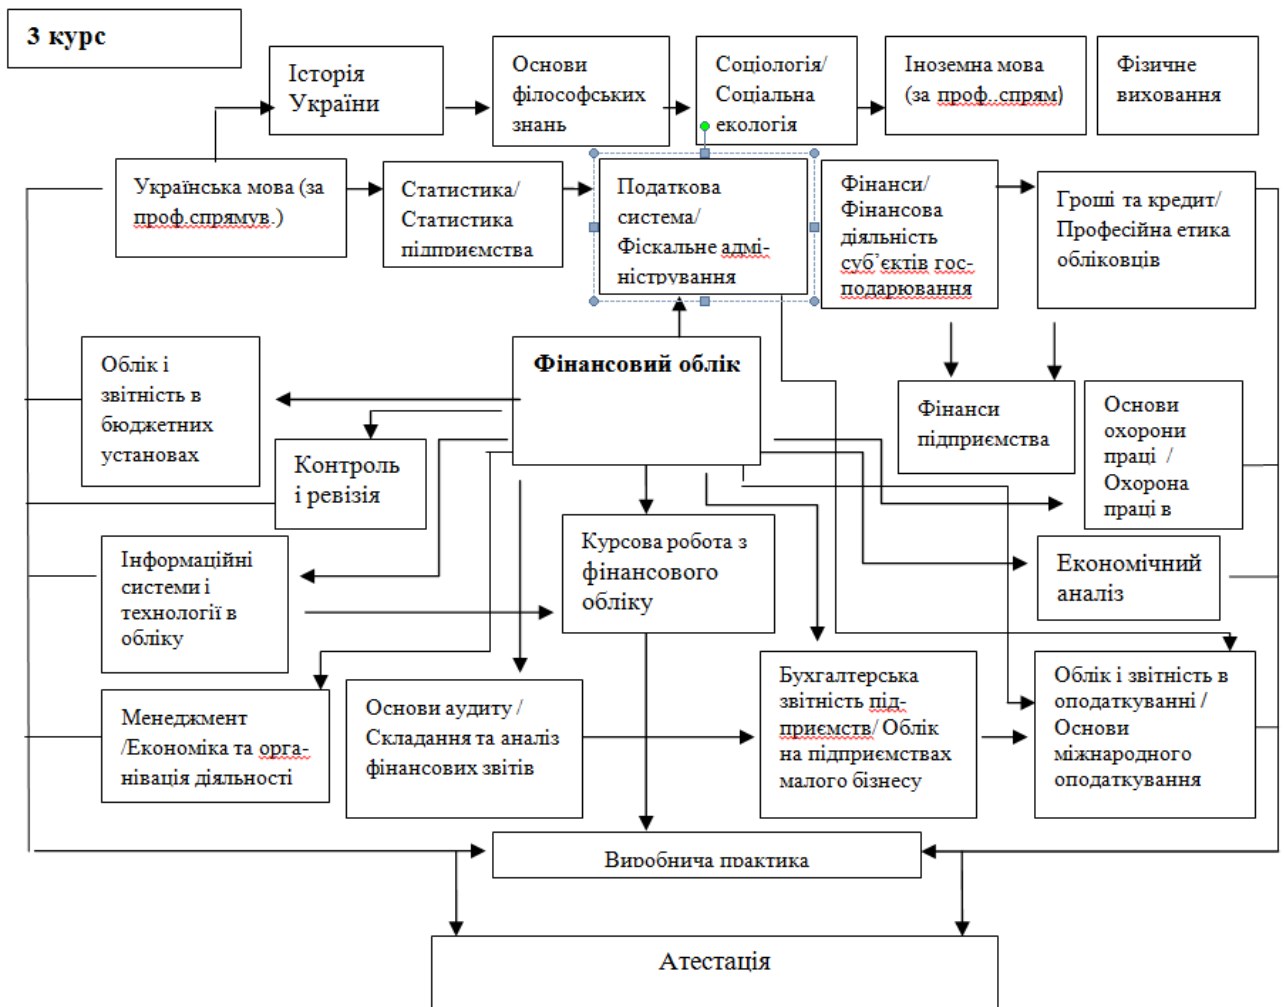 3 курс
Історія
України
Основи
філософських
знань
Соціологія/
Соціальна
екологія
Іноземна мова
(за проф..спрям)
Фізичне
виховання
Українська мова (за
проф.спрямув.)
Статистика/
Статистика
підприємства
Податкова
система/
Фіскальне адмі-
ністрування
Фінанси/
Фінансова
діяльність
суб’єктів гос-
подарювання
Гроші та кредит/
Професійна етика
обліковців
Облік і
звітність в
бюджетних
установах
Фінансовий облік
Фінанси
підприємства
Основи
охорони
праці /
Охорона
праці в
Контроль
і ревізія
Інформаційні
системи і
технології в
обліку
Курсова робота з
фінансового
обліку
Економічний
аналіз
Менеджмент
/Економіка та орга-
нівація діяльності
Основи аудиту /
Складання та аналіз
фінансових звітів
Бухгалтерська
звітність під-
приємств/ Облік
на підприємствах
малого бізнесу
Облік і звітність в
оподаткуванні /
Основи
міжнародного
оподаткування
Виробнича практика
Атестація